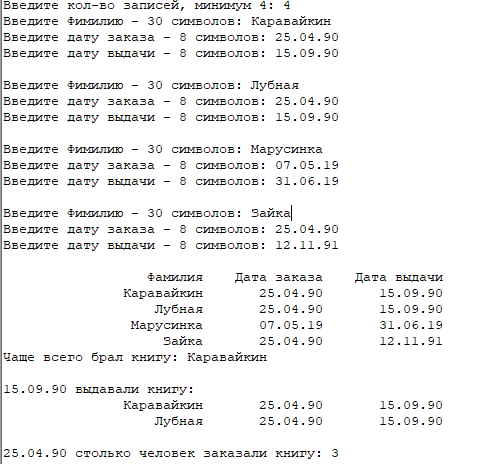 Введите кол-во записей, минимум 4: 4
Введите Фимилию - 30 символов: Каравайкин
Введите дату заказа - 8 символов: 25.04.90
Введите дату выдачи - 8 символов: 15.09.90
Введите Фимилию - 30 символов: Лубная
Введите дату заказа - 8 символов: 25.04.90
Введите дату выдачи - 8 символов: 15.09.90
Введите Фимилию - 30 символов: Марусинка
Введите дату заказа - 8 символов: 07.05.19
Введите дату выдачи - 8 символов: 31.06.19
Введите Фимилию - 30 символов: Зайка
Введите дату заказа - 8 символов: 25.04.90
Введите дату выдачи - 8 символов: 12.11.91
Фамилия Дата заказа Дата выдачи
Каравайкин 25.04.90 15.09.90
Лубная 25.04.90 15.09.90
Марусинка 07.05.19 31.06.19
Зайка 25.04.90 12.11.91
Чаще всего брал книгу: Каравайкин
15.09.90 выдавали книгу:
Каравайкин 25.04.90 15.09.90
Лубная 25.04.90 15.09.90
25.04.90 столько человек заказали книгу: 3